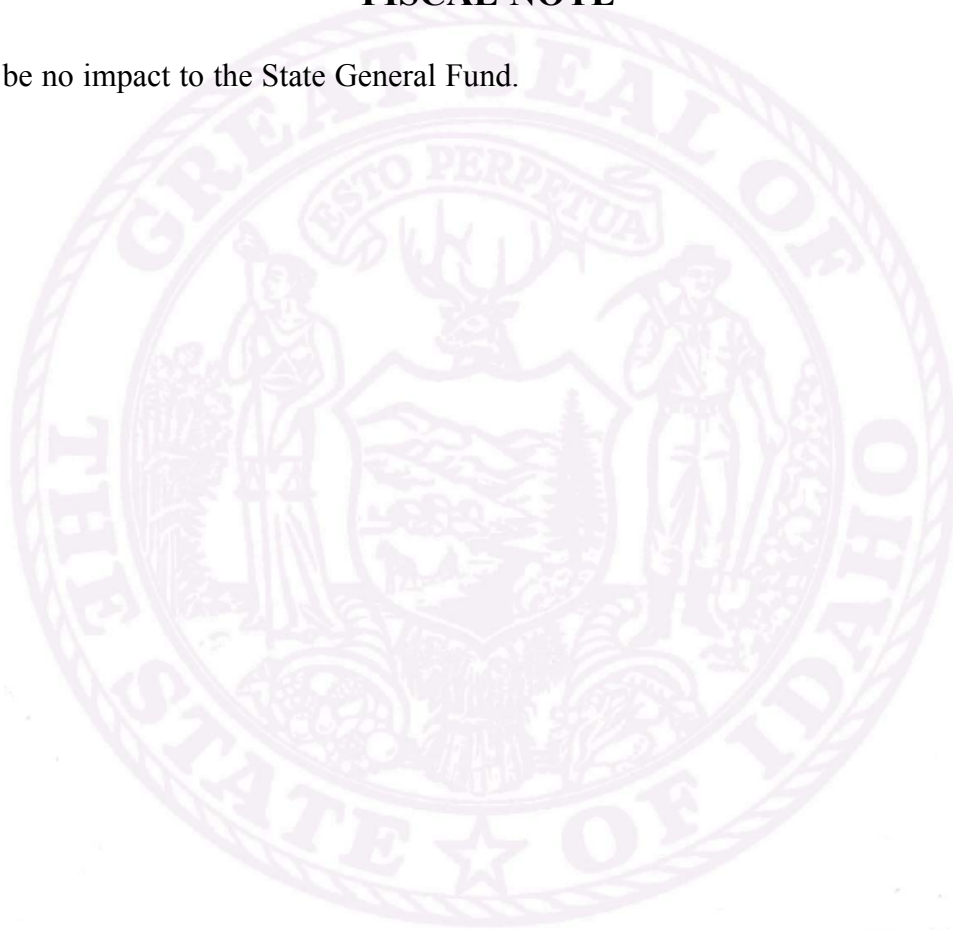 FISCAL NOTE
be no impact to the State General Fund.
GREAT SEAL OF
ESTO PERPETUA
THE STATE OF IDAHO